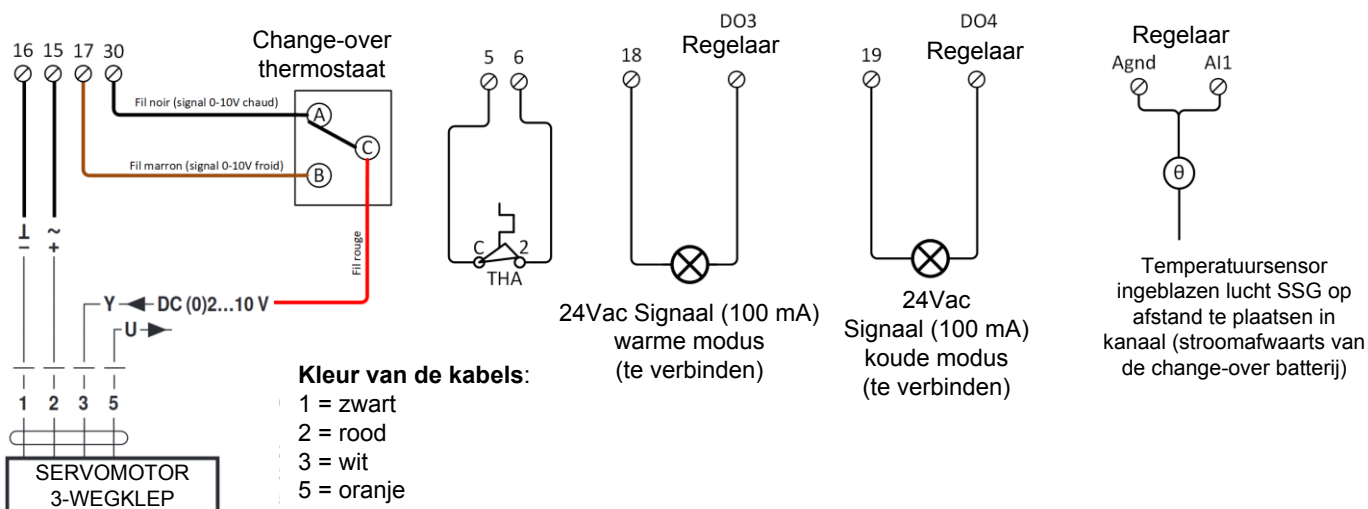 16 15 17 30
Change-over
thermostaat
Fil noir (signal 0-10V chaud)
A
C
Fil marron (signal 0-10V froid)
B
Fil rouge
⊥ ~
− +
Y DC (0)2...10 V
U
1 2 3 5
SERVOMOTOR
3-WEGKLEP
Kleur van de kabels:
1 = zwart
2 = rood
3 = wit
5 = oranje
5 6
C 2
THA
DO3
18 Regelaar
24Vac Signaal (100 mA)
warme modus
(te verbinden)
DO4
19 Regelaar
24Vac
Signaal (100 mA)
koude modus
(te verbinden)
Regelaar
Agnd AI1
θ
Temperatuursensor
ingeblazen lucht SSG op
afstand te plaatsen in
kanaal (stroomafwaarts van
de change-over batterij)